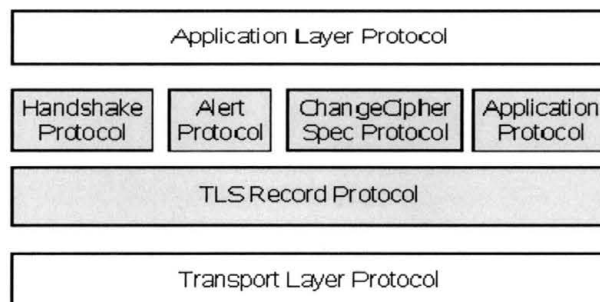 Application Layer Protocol
Handshake
Protocol
Alert
Protocol
ChangeCipher
Spec Protocol
Application
Protocol
TLS Record Protocol
Transport Layer Protocol